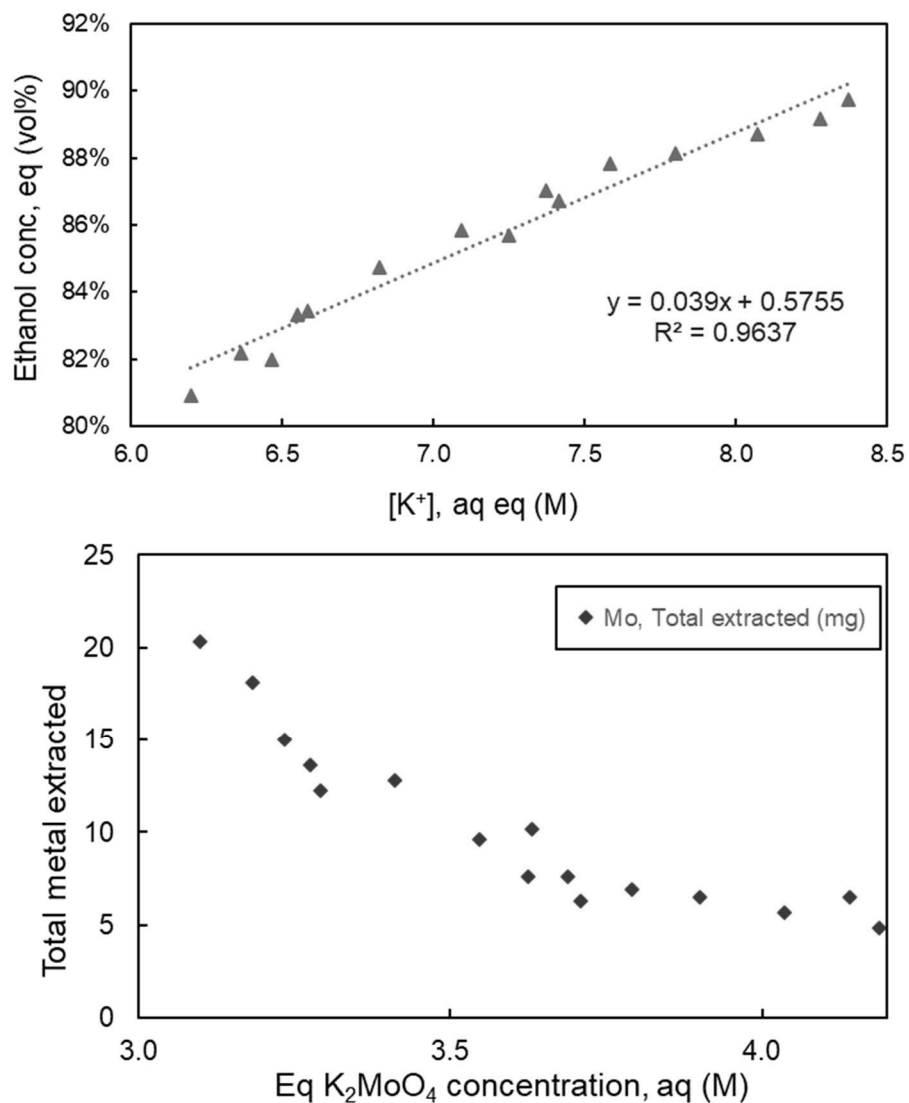 92%
90%
88%
86%
84%
82%
80%
Ethanol conc, eq (vol%)
y = 0.039x + 0.5755
R² = 0.9637
6.0 6.5 7.0 7.5 8.0 8.5
[K⁺], aq eq (M)
25
20
15
10
5
0
Total metal extracted
Mo, Total extracted (mg)
3.0 3.5 4.0
Eq K₂MoO₄ concentration, aq (M)